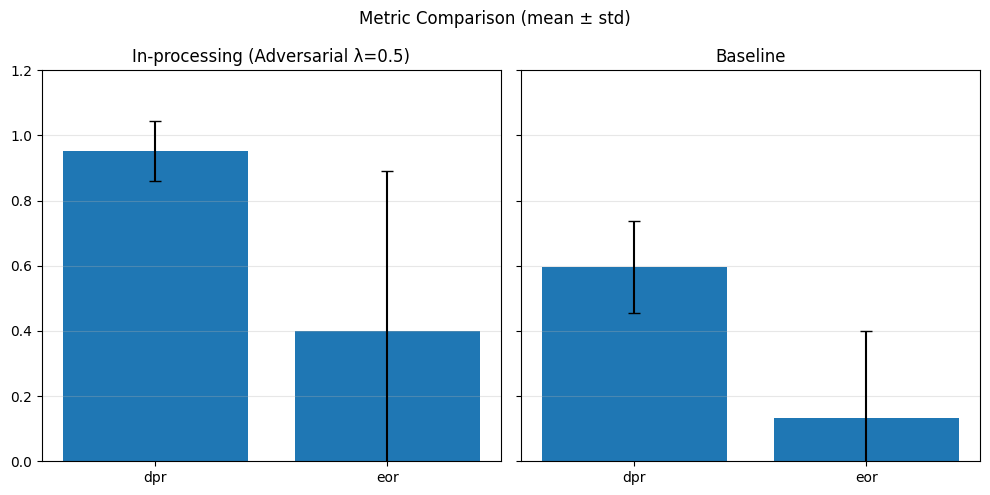 Metric Comparison (mean ± std)
In-processing (Adversarial λ=0.5)
Baseline
1.2
1.0
0.8
0.6
0.4
0.2
0.0
dpr
eor
dpr
eor